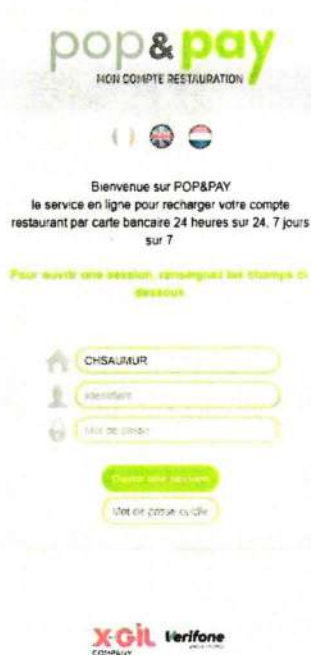 pop&pay
MON COMPTE RESTAURATION
Bienvenue sur POP&PAY
le service en ligne pour recharger votre compte
restaurant par carte bancaire 24 heures sur 24, 7 jours
sur 7
Pour ouvrir une session, renseignez les champs ci
dessous
CHSAUMUR
Identifiant
Mot de passe
Ouvrir une session
Mot de passe oublié
X-GIL
COMPANY
Verifone